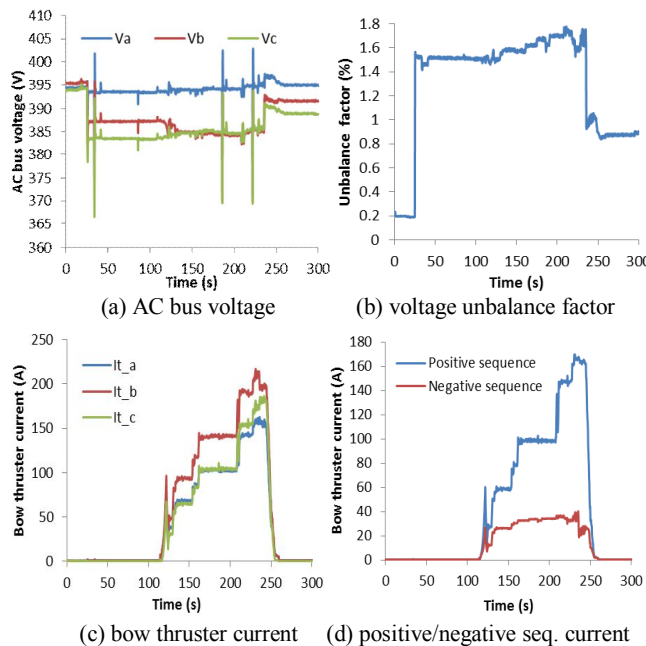 Va Vb Vc
AC bus voltage (V)
410
405
400
395
390
385
380
375
370
365
360
0 50 100 150 200 250 300
Time (s)
(a) AC bus voltage
Unbalance factor (%)
2
1.8
1.6
1.4
1.2
1
0.8
0.6
0.4
0.2
0
0 50 100 150 200 250 300
Time (s)
(b) voltage unbalance factor
It_a
It_b
It_c
Bow thruster current (A)
250
200
150
100
50
0
0 50 100 150 200 250 300
Time (s)
(c) bow thruster current
Positive sequence
Negative sequence
Bow thruster current (A)
180
160
140
120
100
80
60
40
20
0
0 50 100 150 200 250 300
Time (s)
(d) positive/negative seq. current